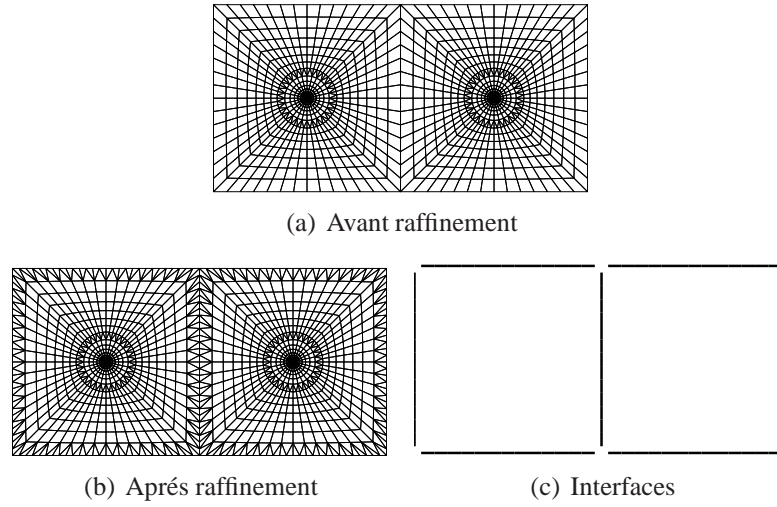 (a) Avant raffinement
(b) Aprés raffinement
(c) Interfaces